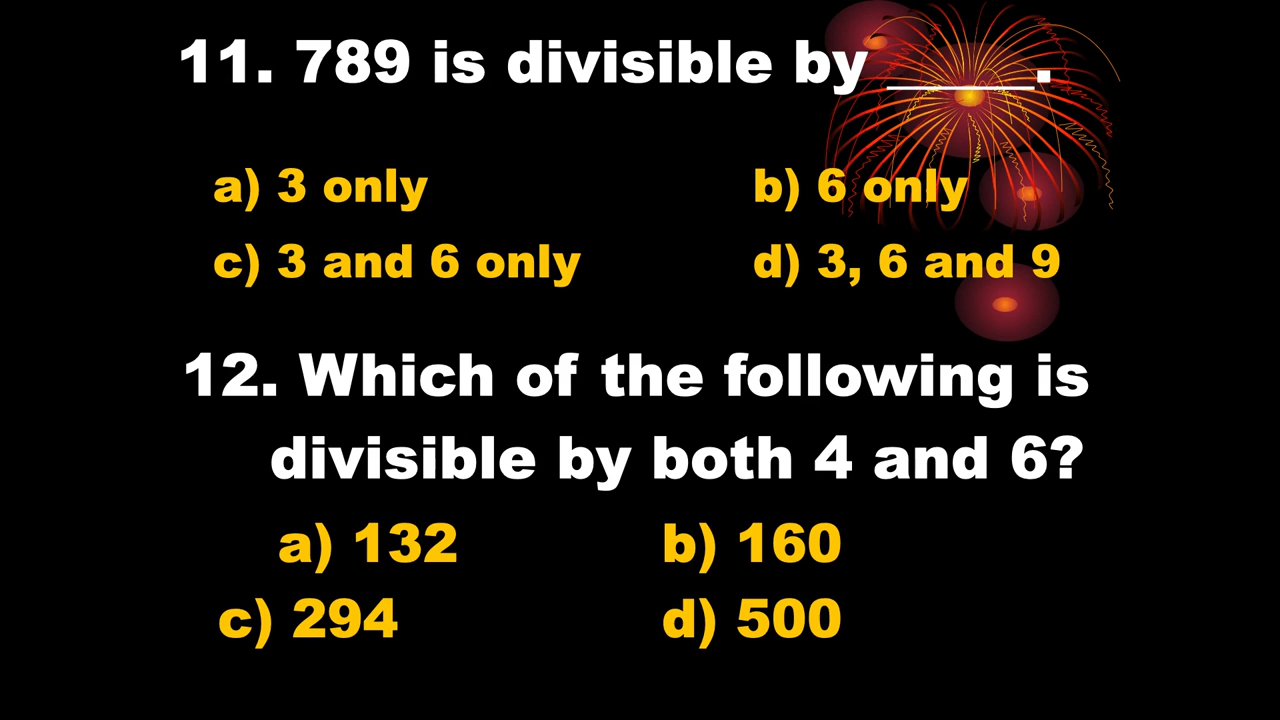 11. 789 is divisible by _____.
a) 3 only b) 6 only
c) 3 and 6 only d) 3, 6 and 9
12. Which of the following is
divisible by both 4 and 6?
a) 132 b) 160
c) 294 d) 500